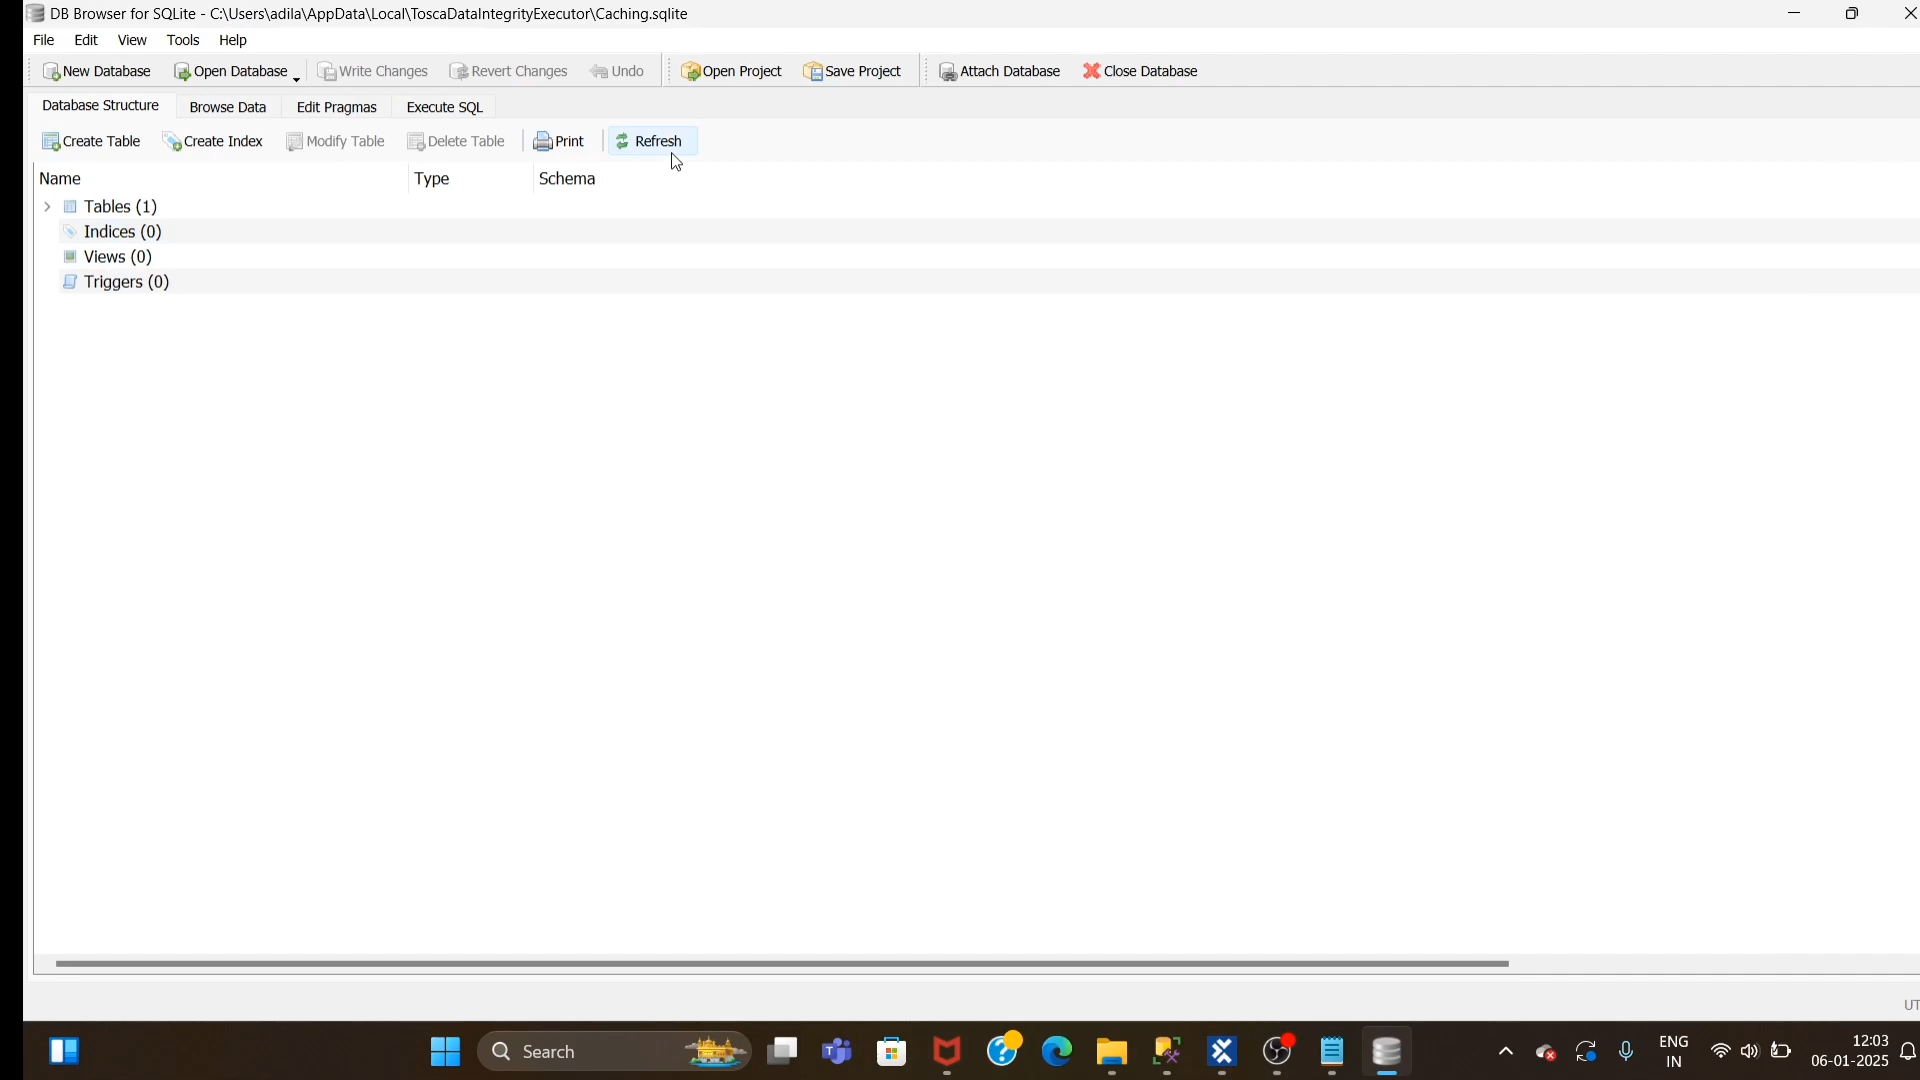 DB Browser for SQLite - C:\Users\adila\AppData\Local\ToscaDataIntegrityExecutor\Caching.sqlite
File Edit View Tools Help
New Database Open Database Write Changes Revert Changes Undo Open Project Save Project Attach Database Close Database
Database Structure Browse Data Edit Pragmas Execute SQL
Create Table Create Index Modify Table Delete Table Print Refresh
Name Type Schema
Tables (1)
Indices (0)
Views (0)
Triggers (0)
UT
Search
ENG
IN
12:03
06-01-2025